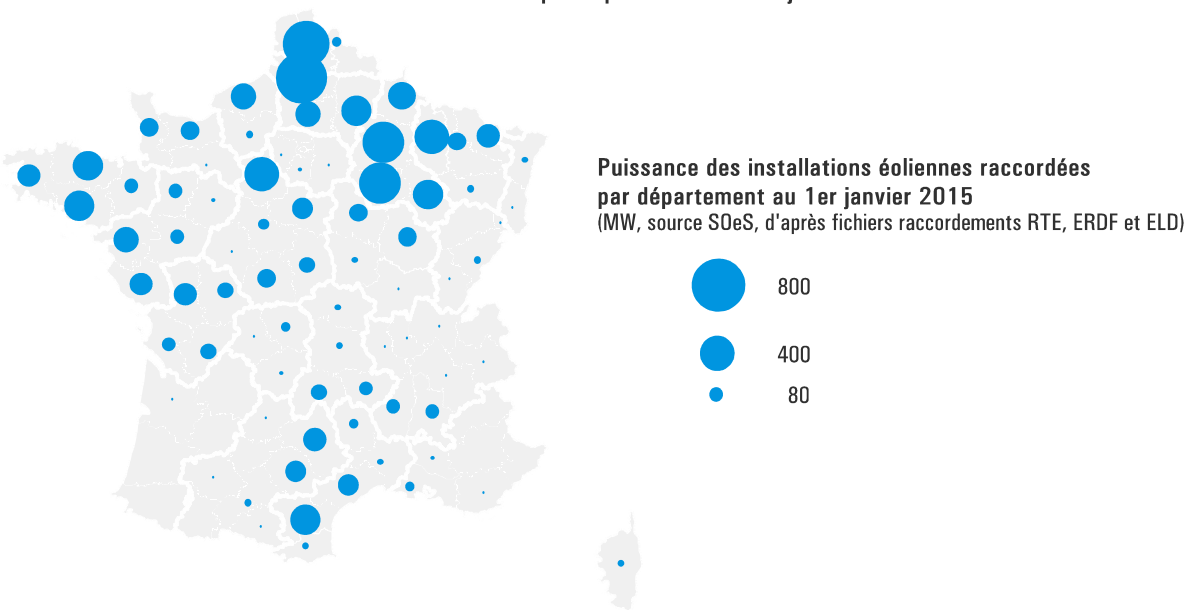 Puissance des installations éoliennes raccordées
par département au 1er janvier 2015
(MW, source SOeS, d'après fichiers raccordements RTE, ERDF et ELD)
800
400
80